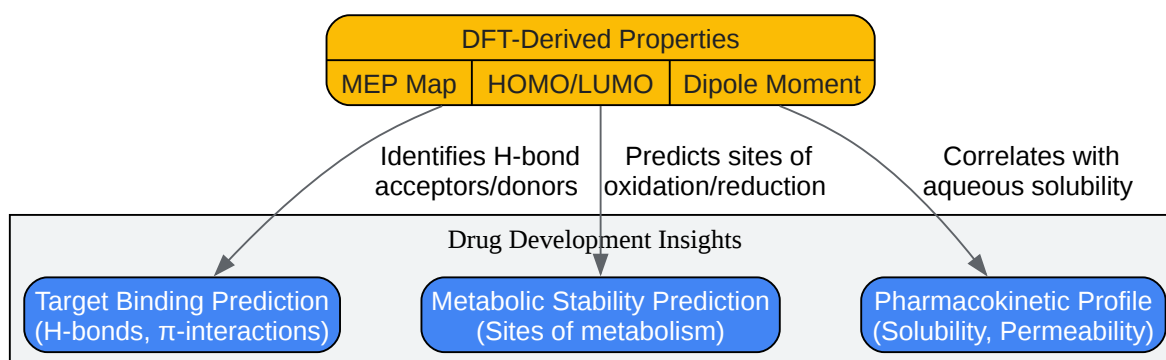 DFT-Derived Properties
MEP Map
HOMO/LUMO
Dipole Moment
Identifies H-bond
acceptors/donors
Predicts sites of
oxidation/reduction
Correlates with
aqueous solubility
Drug Development Insights
Target Binding Prediction
(H-bonds, π-interactions)
Metabolic Stability Prediction
(Sites of metabolism)
Pharmacokinetic Profile
(Solubility, Permeability)